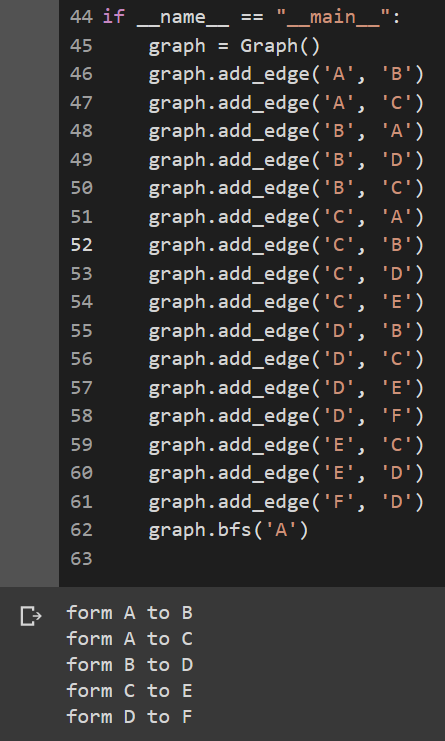 44 if __name__ == "__main__":
45     graph = Graph()
46     graph.add_edge('A', 'B')
47     graph.add_edge('A', 'C')
48     graph.add_edge('B', 'A')
49     graph.add_edge('B', 'D')
50     graph.add_edge('B', 'C')
51     graph.add_edge('C', 'A')
52     graph.add_edge('C', 'B')
53     graph.add_edge('C', 'D')
54     graph.add_edge('C', 'E')
55     graph.add_edge('D', 'B')
56     graph.add_edge('D', 'C')
57     graph.add_edge('D', 'E')
58     graph.add_edge('D', 'F')
59     graph.add_edge('E', 'C')
60     graph.add_edge('E', 'D')
61     graph.add_edge('F', 'D')
62     graph.bfs('A')
63
form A to B
form A to C
form B to D
form C to E
form D to F